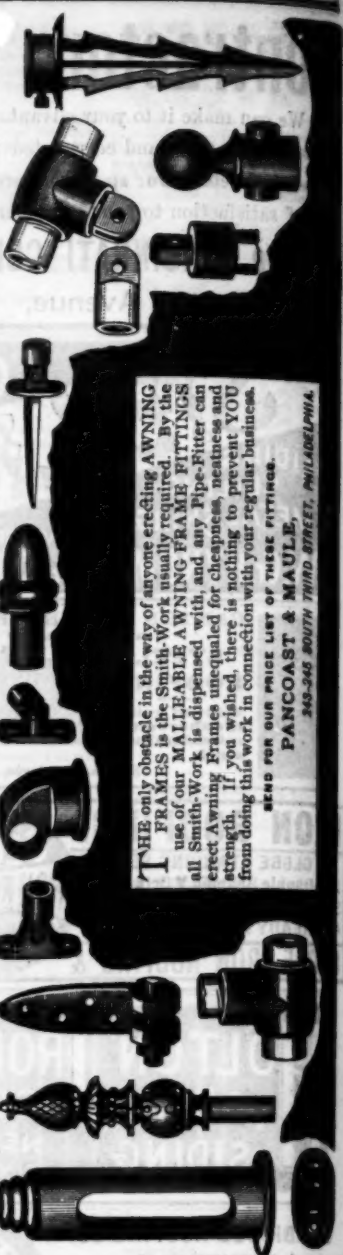 THE only obstacle in the way of anyone erecting AWNING
FRAMES is the Smith-Work usually required. By the
use of our MALLEABLE AWNING FRAME FITTINGS
all Smith-Work is dispensed with, and any Pipe-Fitter can
erect Awning Frames unequaled for cheapness, neatness and
strength. If you wished, there is nothing to prevent YOU
from doing this work in connection with your regular business.
SEND FOR OUR PRICE LIST OF THESE FITTINGS.
PANCOAST & MAULE,
243-245 SOUTH THIRD STREET, PHILADELPHIA.